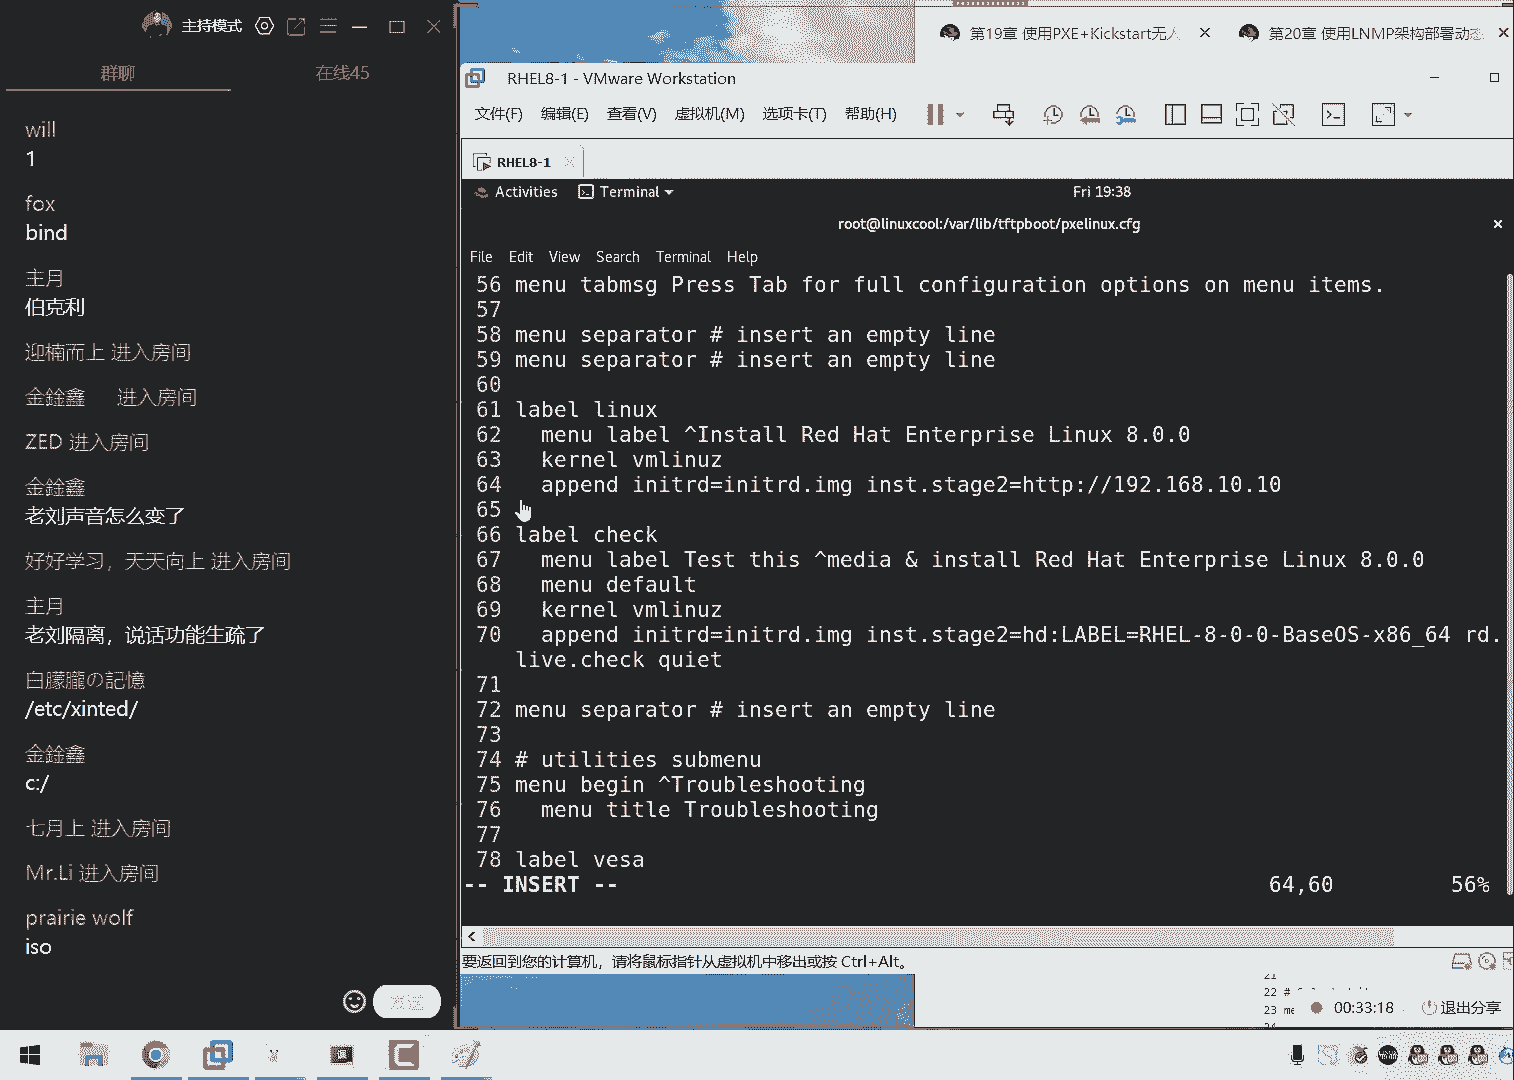 主持模式
群聊
在线45
will
1
fox
bind
主月
伯克利
迎楠而上 进入房间
金銓鑫 进入房间
ZED 进入房间
金銓鑫
老刘声音怎么变了
好好学习，天天向上 进入房间
主月
老刘隔离，说话功能生疏了
白朦朧の記憶
/etc/xinted/
金銓鑫
c:/
七月上 进入房间
Mr.Li 进入房间
prairie wolf
iso
第19章 使用PXE+Kickstart无人
第20章 使用LNMP架构部署动态
RHEL8-1 - VMware Workstation
文件(F) 编辑(E) 查看(V) 虚拟机(M) 选项卡(T) 帮助(H)
RHEL8-1
Activities Terminal Fri 19:38
root@linuxcool:/var/lib/tftpboot/pxelinux.cfg
File Edit View Search Terminal Help
56 menu tabmsg Press Tab for full configuration options on menu items.
57
58 menu separator # insert an empty line
59 menu separator # insert an empty line
60
61 label linux
62 menu label ^Install Red Hat Enterprise Linux 8.0.0
63 kernel vmlinuz
64 append initrd=initrd.img inst.stage2=http://192.168.10.10
65
66 label check
67 menu label Test this ^media & install Red Hat Enterprise Linux 8.0.0
68 menu default
69 kernel vmlinuz
70 append initrd=initrd.img inst.stage2=hd:LABEL=RHEL-8-0-0-BaseOS-x86_64 rd.
live.check quiet
71
72 menu separator # insert an empty line
73
74 # utilities submenu
75 menu begin ^Troubleshooting
76 menu title Troubleshooting
77
78 label vesa
-- INSERT -- 64,60 56%
要返回到您的计算机，请将鼠标指针从虚拟机中移出或按 Ctrl+Alt。
21
22 #
23 me
00:33:18 退出分享